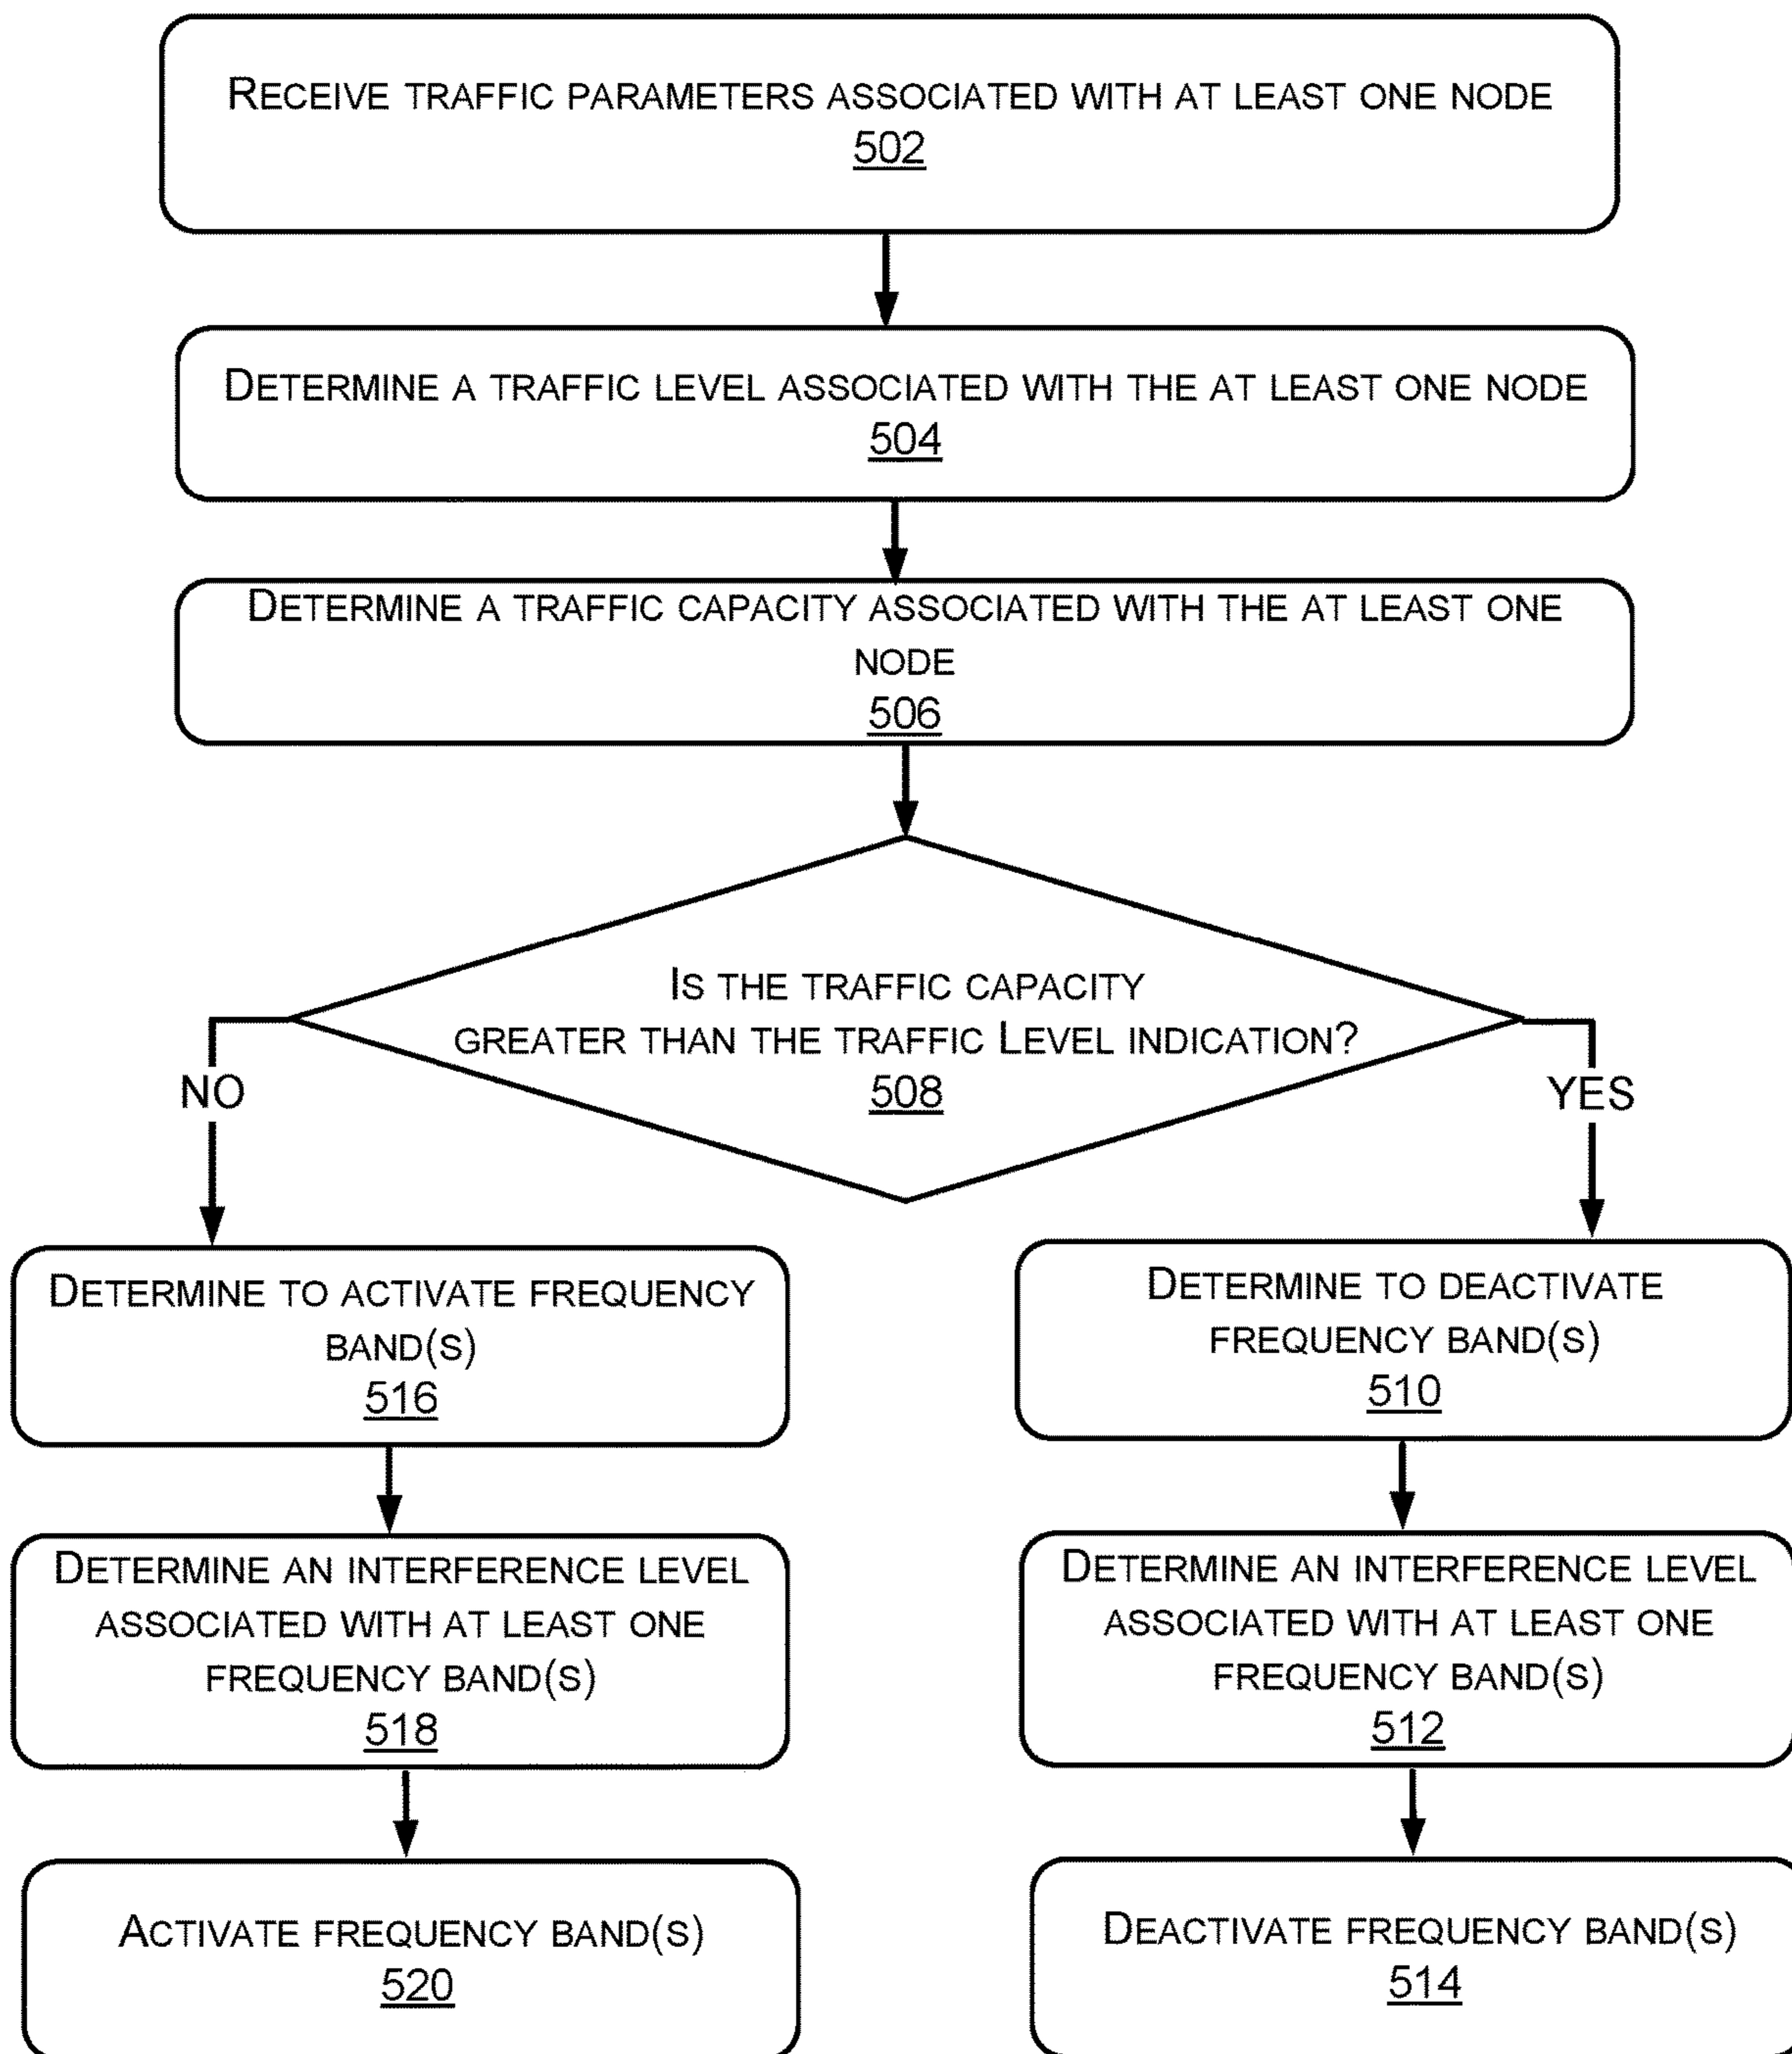 RECEIVE TRAFFIC PARAMETERS ASSOCIATED WITH AT LEAST ONE NODE
502
DETERMINE A TRAFFIC LEVEL ASSOCIATED WITH THE AT LEAST ONE NODE
504
DETERMINE A TRAFFIC CAPACITY ASSOCIATED WITH THE AT LEAST ONE
NODE
506
IS THE TRAFFIC CAPACITY
GREATER THAN THE TRAFFIC LEVEL INDICATION?
508
NO
YES
DETERMINE TO ACTIVATE FREQUENCY
BAND(S)
516
DETERMINE AN INTERFERENCE LEVEL
ASSOCIATED WITH AT LEAST ONE
FREQUENCY BAND(S)
518
ACTIVATE FREQUENCY BAND(S)
520
DETERMINE TO DEACTIVATE
FREQUENCY BAND(S)
510
DETERMINE AN INTERFERENCE LEVEL
ASSOCIATED WITH AT LEAST ONE
FREQUENCY BAND(S)
512
DEACTIVATE FREQUENCY BAND(S)
514